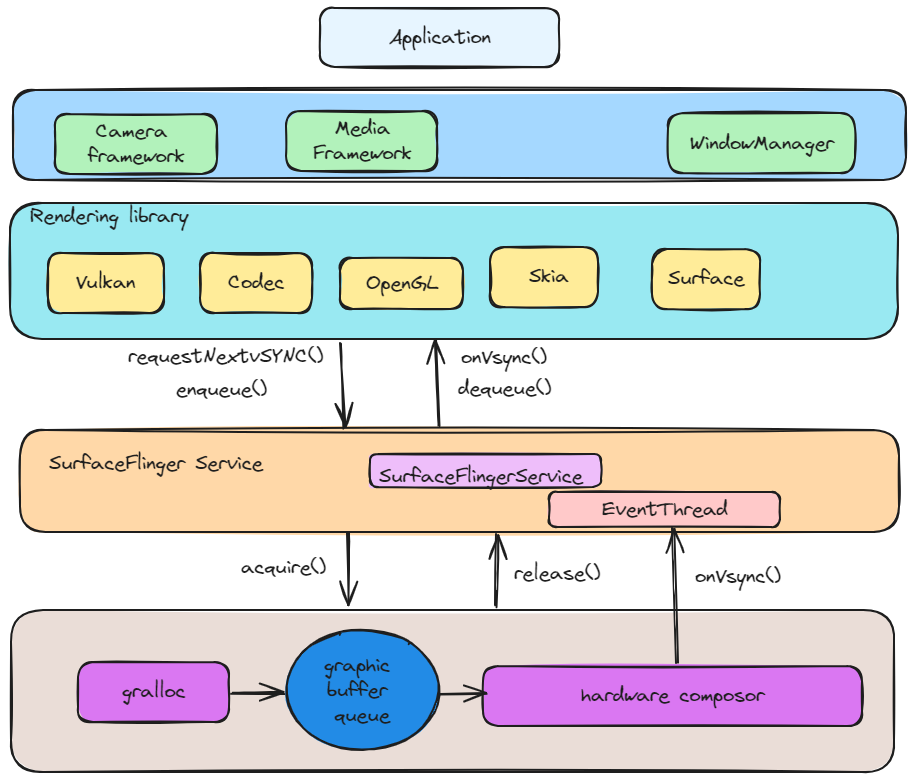 Application
Camera
framework
Media
Framework
WindowManager
Rendering library
Vulkan
Codec
OpenGL
Skia
Surface
requestNextvSYNC()
enqueue()
onVsync()
dequeue()
SurfaceFlinger Service
SurfaceFlingerService
EventThread
acquire()
release()
onVsync()
gralloc
graphic
buffer
queue
hardware composor